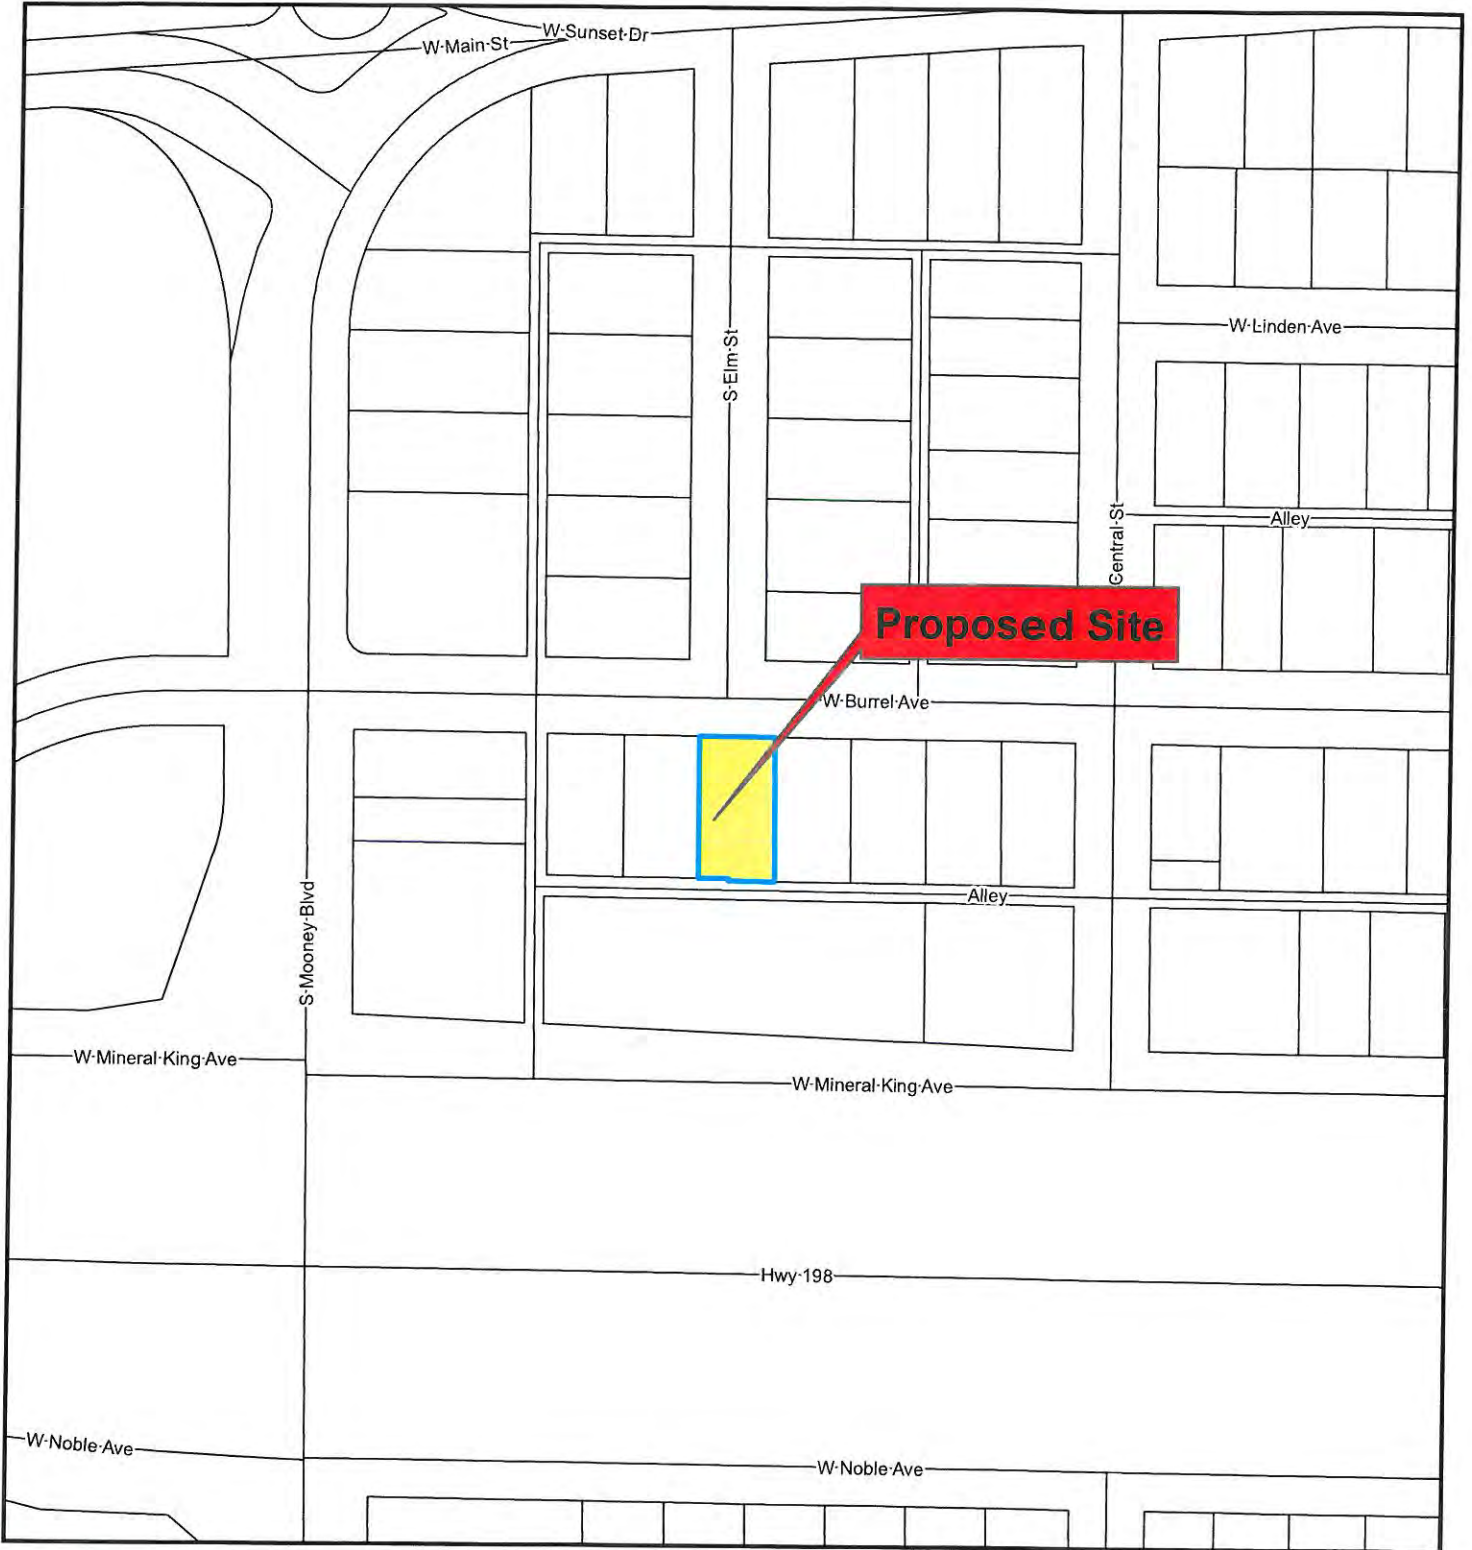 W Sunset Dr
W Main St
W Linden Ave
S Elm St
Alley
Central St
Proposed Site
W Burrel Ave
Alley
S Mooney Blvd
W Mineral King Ave
W Mineral King Ave
Hwy 198
W Noble Ave
W Noble Ave